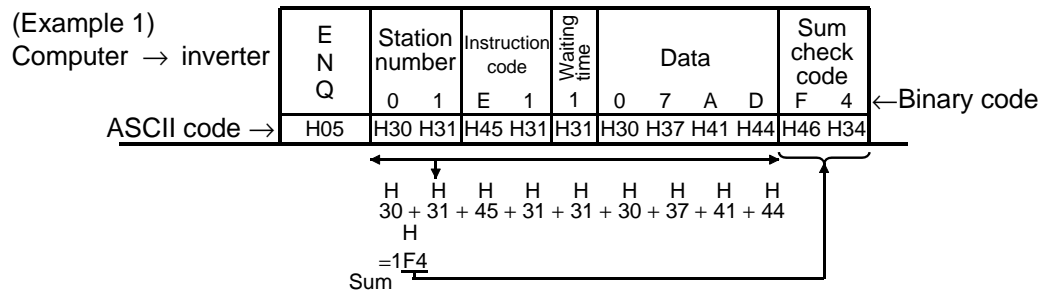 (Example 1)
Computer → inverter
E
N
Q
Station
number
Instruction
code
Waiting
time
Data
Sum
check
code
0 1 E 1 1 0 7 A D F 4
←Binary code
ASCII code →
H05 H30 H31 H45 H31 H31 H30 H37 H41 H44 H46 H34
H H H H H H H H H
30 + 31 + 45 + 31 + 31 + 30 + 37 + 41 + 44
H
=1F4
Sum